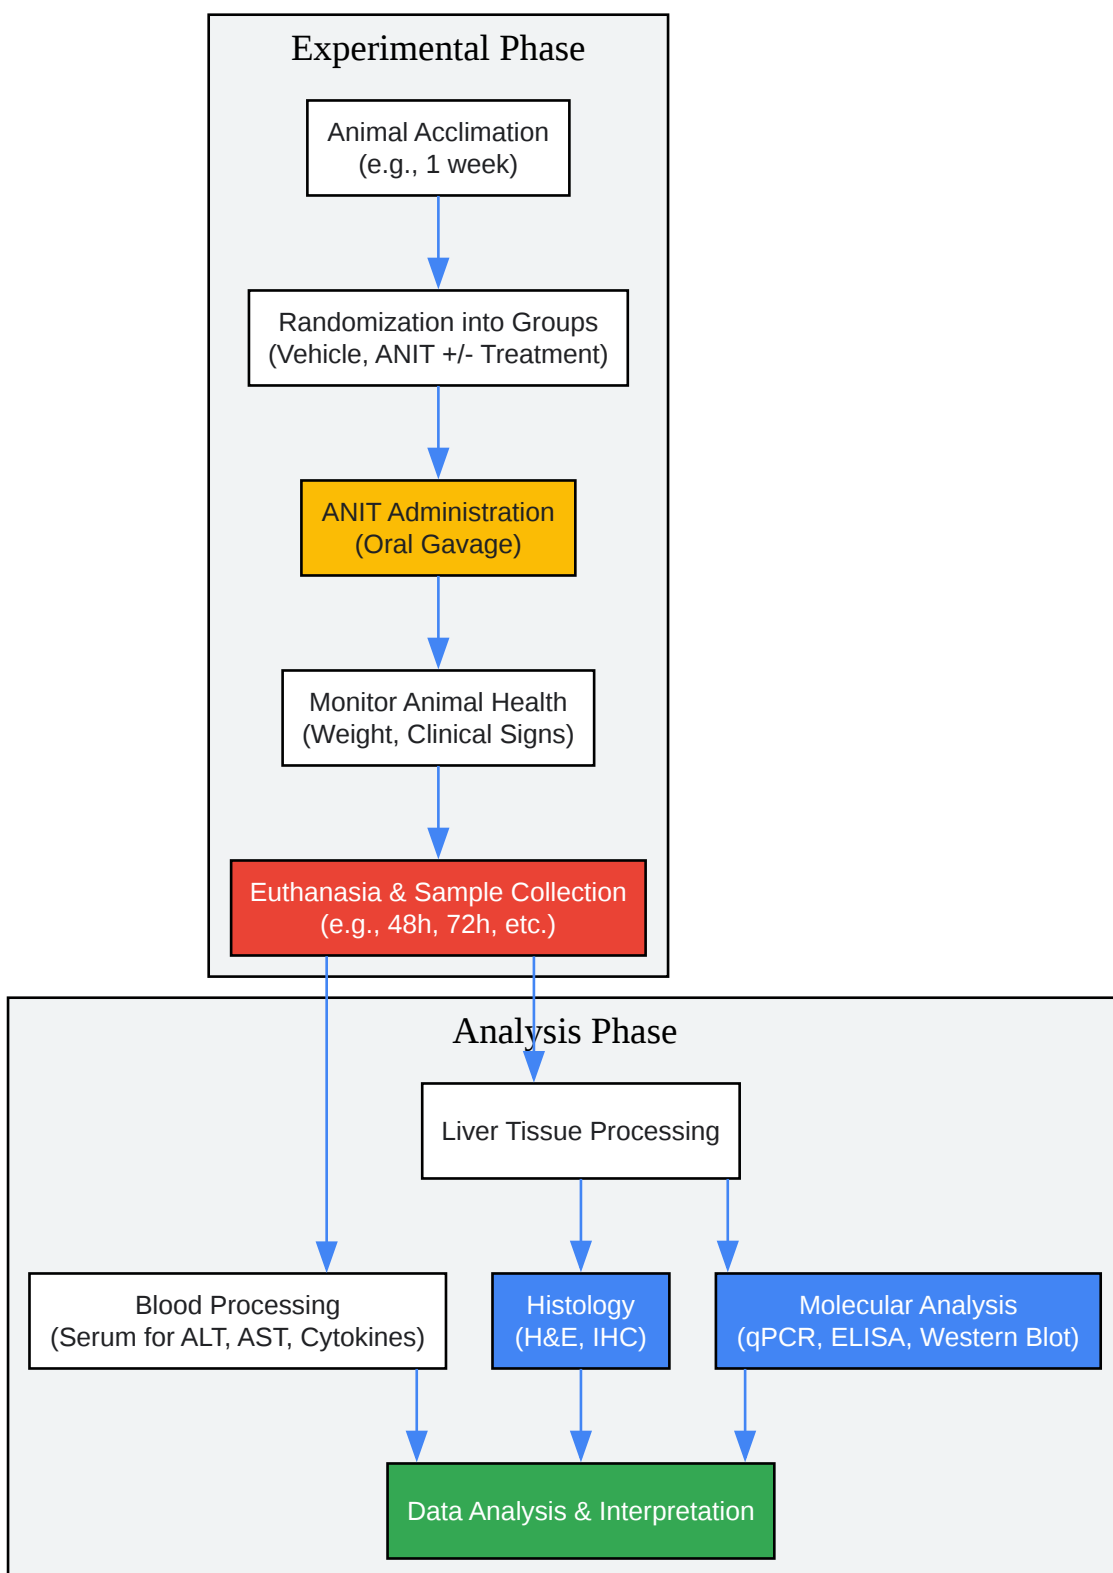 Experimental Phase
Animal Acclimation
(e.g., 1 week)
Randomization into Groups
(Vehicle, ANIT +/- Treatment)
ANIT Administration
(Oral Gavage)
Monitor Animal Health
(Weight, Clinical Signs)
Euthanasia & Sample Collection
(e.g., 48h, 72h, etc.)
Analysis Phase
Liver Tissue Processing
Blood Processing
(Serum for ALT, AST, Cytokines)
Histology
(H&E, IHC)
Molecular Analysis
(qPCR, ELISA, Western Blot)
Data Analysis & Interpretation